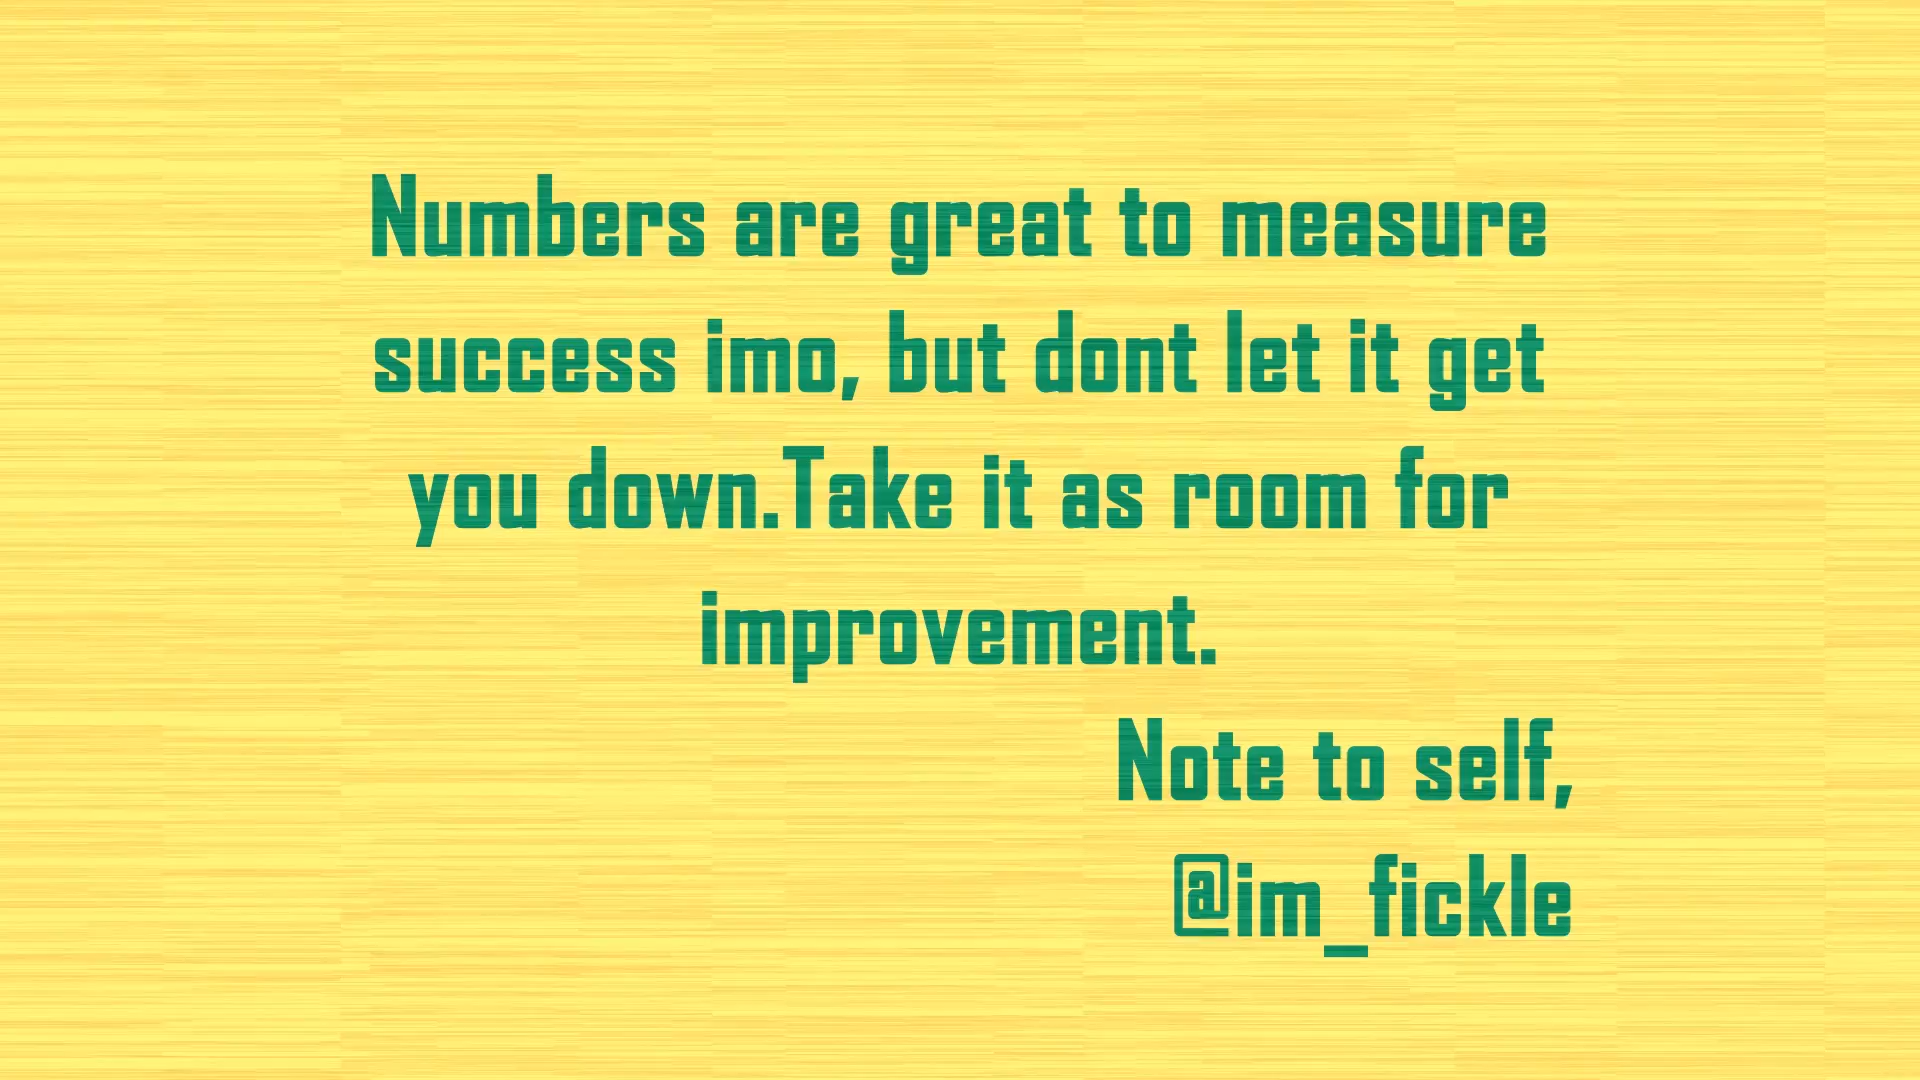 Numbers are great to measure
success imo, but dont let it get
you down.Take it as room for
improvement.
Note to self,
@im_fickle